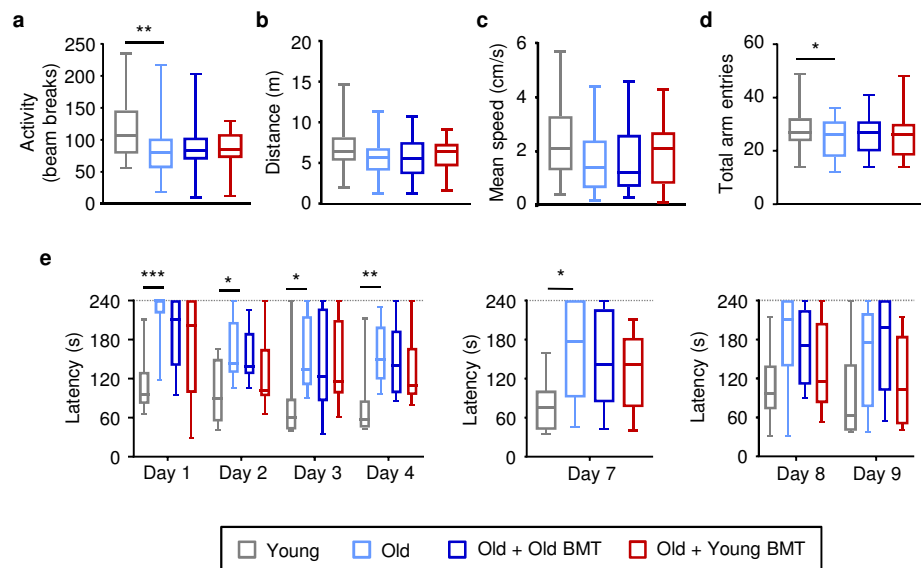 a
b
c
d
**
*
250
200
150
100
50
0
Activity
(beam breaks)
20
15
10
5
0
Distance (m)
6
4
2
0
Mean speed (cm/s)
60
40
20
0
Total arm entries
e
***
*
*
**
*
240
180
120
60
0
Latency (s)
Day 1 Day 2 Day 3 Day 4
240
180
120
60
0
Latency (s)
Day 7
240
180
120
60
0
Latency (s)
Day 8 Day 9
Young Old Old + Old BMT Old + Young BMT